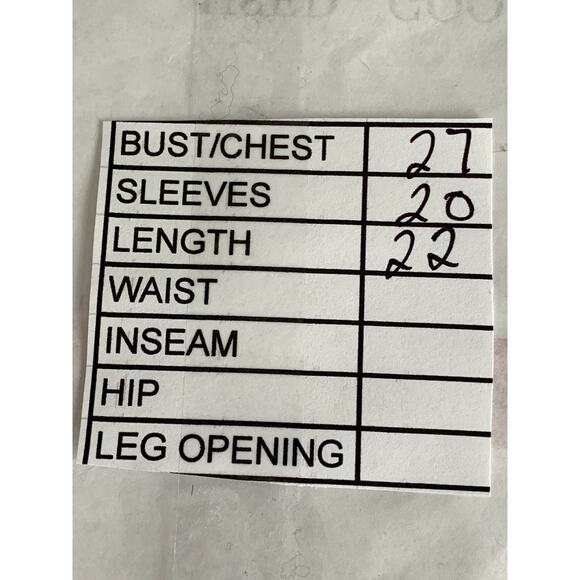 BUST/CHEST 27
SLEEVES 20
LENGTH 22
WAIST
INSEAM
HIP
LEG OPENING